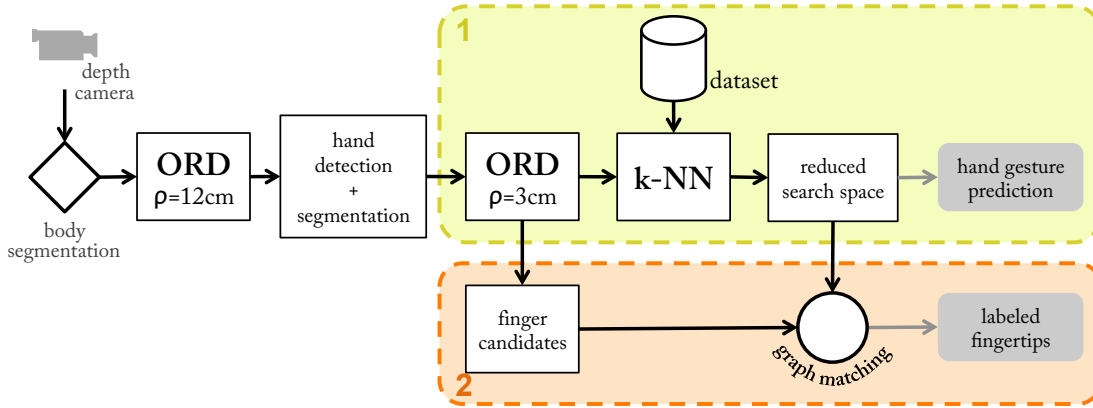 1
depth
camera
dataset
body
segmentation
ORD
ρ=12cm
hand
detection
+
segmentation
ORD
ρ=3cm
k-NN
reduced
search space
hand gesture
prediction
finger
candidates
graph matching
labeled
fingertips
2